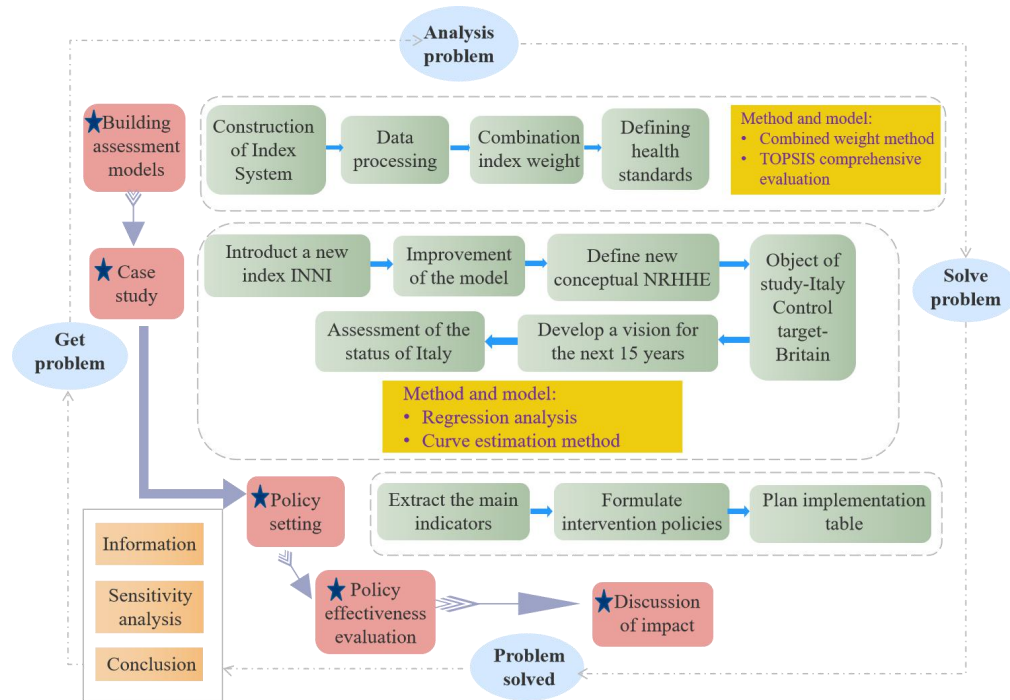 Analysis
problem
Building
assessment
models
Construction
of Index
System
Data
processing
Combination
index weight
Defining
health
standards
Method and model:
• Combined weight method
• TOPSIS comprehensive
evaluation
Case
study
Introduct a new
index INNI
Improvement
of the model
Define new
conceptual NRHHE
Object of
study-Italy
Control
target-
Britain
Assessment of the
status of Italy
Develop a vision for
the next 15 years
Method and model:
• Regression analysis
• Curve estimation method
Solve
problem
Get
problem
Policy
setting
Extract the main
indicators
Formulate
intervention policies
Plan implementation
table
Information
Sensitivity
analysis
Conclusion
Policy
effectiveness
evaluation
Discussion
of impact
Problem
solved